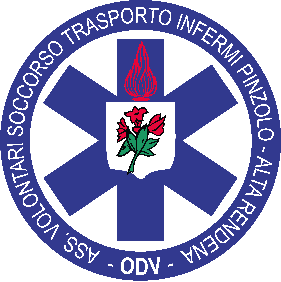 ASS. VOLONTARI SOCCORSO TRASPORTO INFERMI PINZOLO - ALTA RENDENA
- ODV -